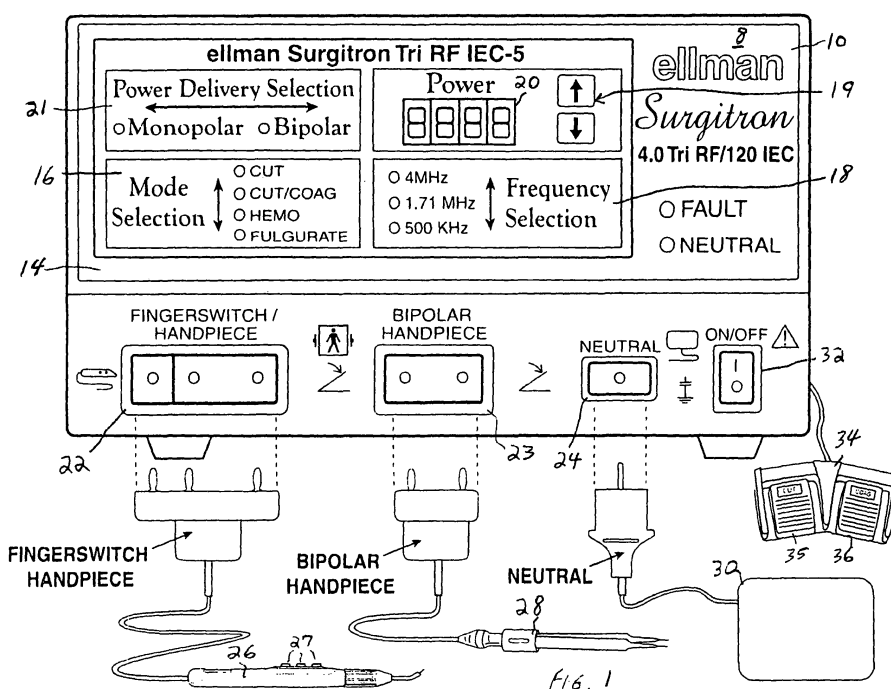 8
10
ellman Surgitron Tri RF IEC-5
ellman
Surgitron
4.0 Tri RF/120 IEC
21
Power Delivery Selection
Monopolar Bipolar
Power
8888
20
19
16
Mode
Selection
CUT
CUT/COAG
HEMO
FULGURATE
4MHz
1.71 MHz
500 KHz
Frequency
Selection
18
FAULT
NEUTRAL
14
FINGERSWITCH /
HANDPIECE
BIPOLAR
HANDPIECE
NEUTRAL
ON/OFF
32
22
23
24
34
CUT
COAG
35
36
FINGERSWITCH
HANDPIECE
BIPOLAR
HANDPIECE
NEUTRAL
30
26
27
28
FIG. 1